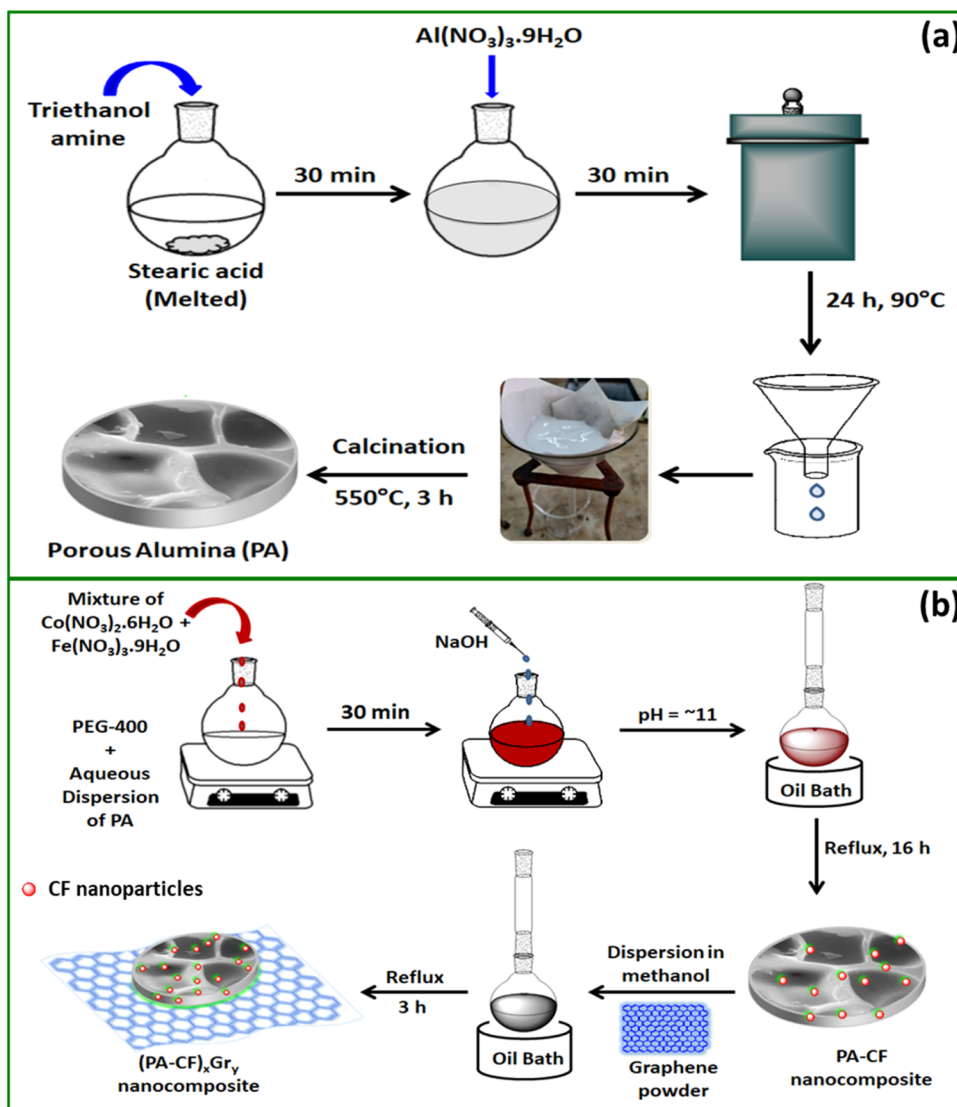 (a)
Al(NO₃)₃.9H₂O
Triethanol
amine
30 min
30 min
Stearic acid
(Melted)
24 h, 90°C
Calcination
550°C, 3 h
Porous Alumina (PA)
(b)
Mixture of
Co(NO₃)₂.6H₂O +
Fe(NO₃)₃.9H₂O
NaOH
30 min
pH = ~11
PEG-400
+
Aqueous
Dispersion
of PA
Oil Bath
Reflux, 16 h
CF nanoparticles
Dispersion in
methanol
Reflux
3 h
Oil Bath
Graphene
powder
PA-CF
nanocomposite
(PA-CF)ₓGrᵧ
nanocomposite